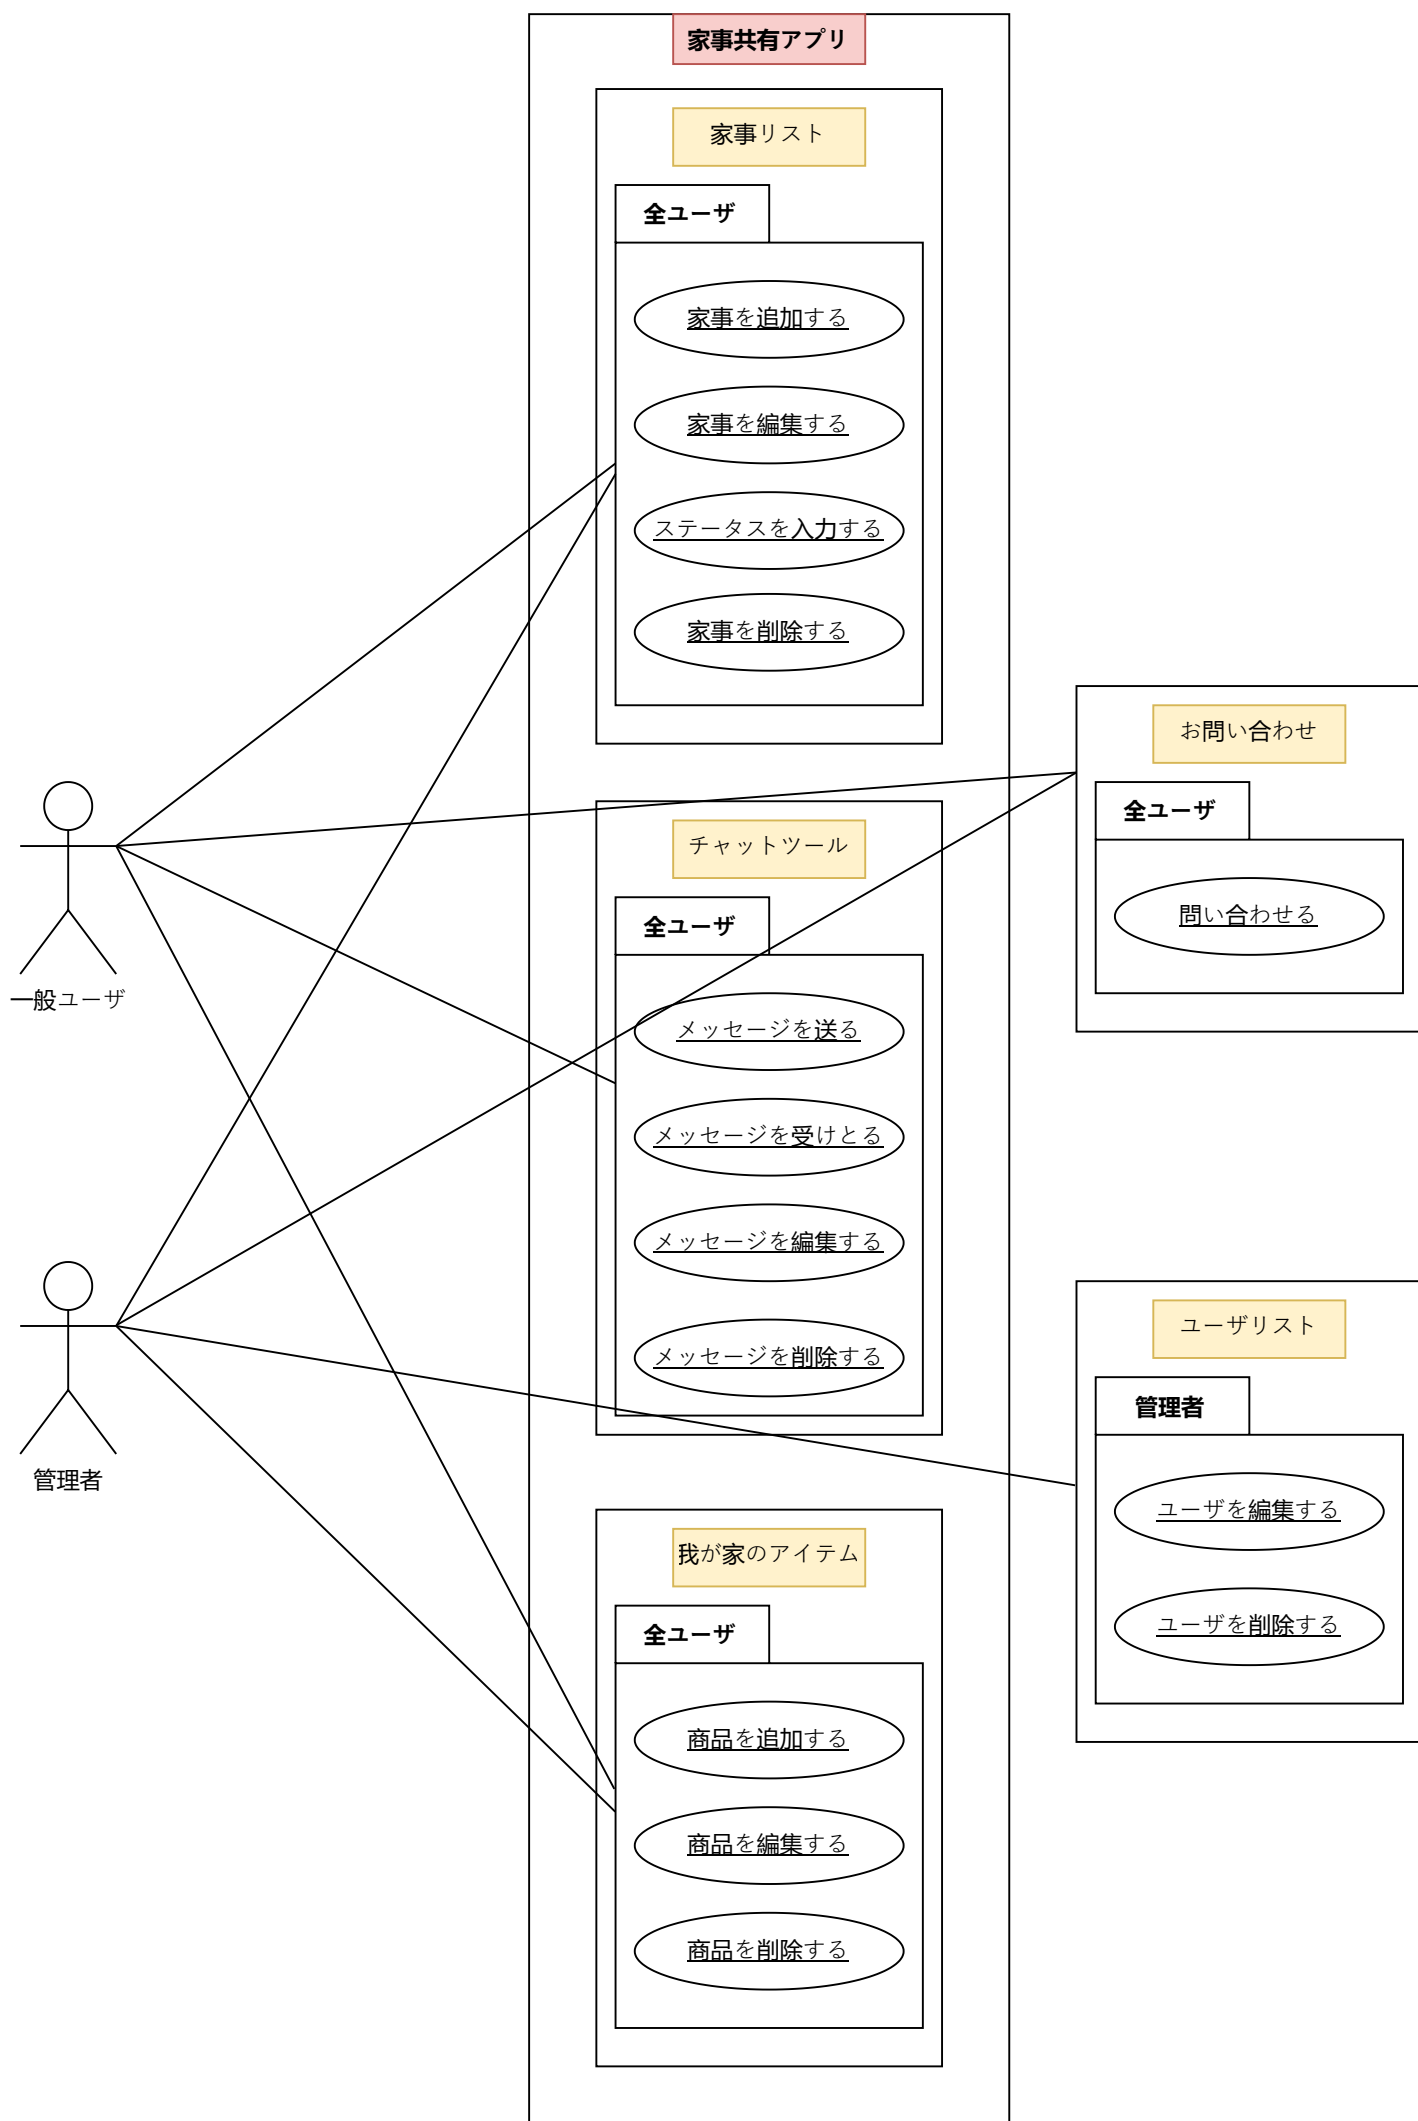 家事共有アプリ
家事リスト
全ユーザ
家事を追加する
家事を編集する
ステータスを入力する
家事を削除する
お問い合わせ
全ユーザ
問い合わせる
チャットツール
全ユーザ
メッセージを送る
メッセージを受けとる
メッセージを編集する
メッセージを削除する
一般ユーザ
管理者
ユーザリスト
管理者
ユーザを編集する
ユーザを削除する
我が家のアイテム
全ユーザ
商品を追加する
商品を編集する
商品を削除する